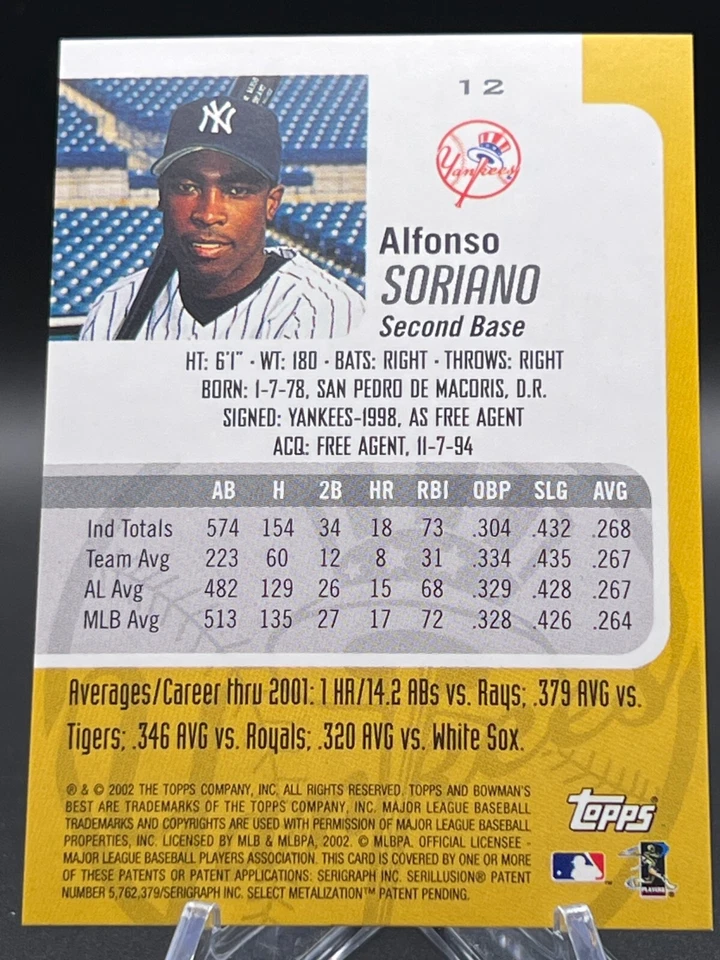 12
NY
Yankees
Alfonso
SORIANO
Second Base
HT: 6'1" · WT: 180 · BATS: RIGHT · THROWS: RIGHT
BORN: 1-7-78, SAN PEDRO DE MACORIS, D.R.
SIGNED: YANKEES-1998, AS FREE AGENT
ACQ: FREE AGENT, 11-7-94
AB H 2B HR RBI OBP SLG AVG
Ind Totals 574 154 34 18 73 .304 .432 .268
Team Avg 223 60 12 8 31 .334 .435 .267
AL Avg 482 129 26 15 68 .329 .428 .267
MLB Avg 513 135 27 17 72 .328 .426 .264
Averages/Career thru 2001: 1 HR/14.2 ABs vs. Rays; .379 AVG vs.
Tigers; .346 AVG vs. Royals; .320 AVG vs. White Sox.
® & © 2002 THE TOPPS COMPANY, INC. ALL RIGHTS RESERVED. TOPPS AND BOWMAN'S
BEST ARE TRADEMARKS OF THE TOPPS COMPANY, INC. MAJOR LEAGUE BASEBALL
TRADEMARKS AND COPYRIGHTS ARE USED WITH PERMISSION OF MAJOR LEAGUE BASEBALL
PROPERTIES, INC. LICENSED BY MLB & MLBPA, 2002. © MLBPA. OFFICIAL LICENSEE -
MAJOR LEAGUE BASEBALL PLAYERS ASSOCIATION. THIS CARD IS COVERED BY ONE OR MORE
OF THESE PATENTS OR PATENT APPLICATIONS: SERIGRAPH INC. SERILLUSION® PATENT
NUMBER 5,762,379/SERIGRAPH INC. SELECT METALIZATION™ PATENT PENDING.
TOPPS
PLAYERS